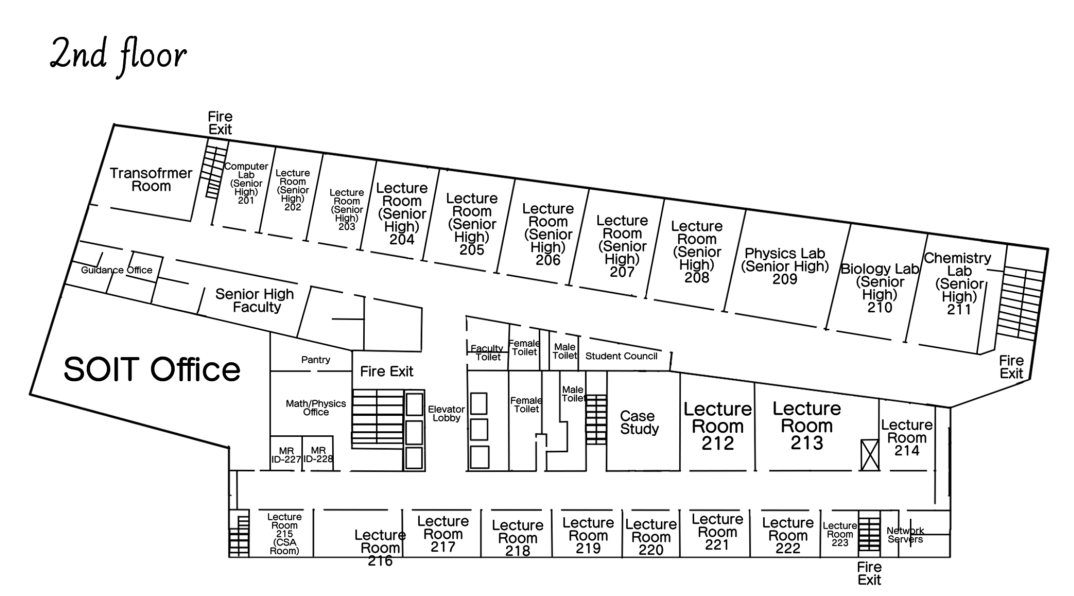 2nd floor
Fire
Exit
Transofrmer
Room
Computer
Lab
(Senior
High)
201
Lecture
Room
(Senior
High)
202
Lecture
Room
(Senior
High)
203
Lecture
Room
(Senior
High)
204
Lecture
Room
(Senior
High)
205
Lecture
Room
(Senior
High)
206
Lecture
Room
(Senior
High)
207
Lecture
Room
(Senior
High)
208
Physics Lab
(Senior High)
209
Biology Lab
(Senior
High)
210
Chemistry
Lab
(Senior
High)
211
Fire
Exit
Guidance Office
Senior High
Faculty
SOIT Office
Pantry
Fire Exit
Math/Physics
Office
MR
ID-227
MR
ID-228
Elevator
Lobby
Faculty
Toilet
Female
Toilet
Male
Toilet
Student Council
Female
Toilet
Male
Toilet
Case
Study
Lecture
Room
212
Lecture
Room
213
Lecture
Room
214
Lecture
Room
215
(CSA
Room)
Lecture
Room
216
Lecture
Room
217
Lecture
Room
218
Lecture
Room
219
Lecture
Room
220
Lecture
Room
221
Lecture
Room
222
Lecture
Room
223
Network
Servers
Fire
Exit